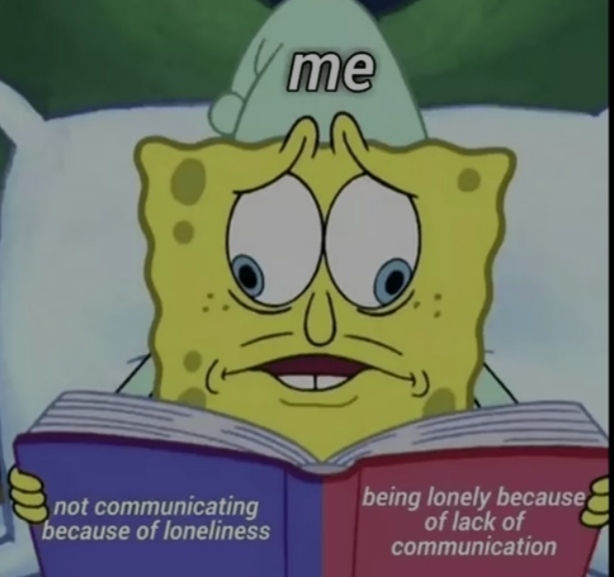 me
not communicating
because of loneliness
being lonely because
of lack of
communication